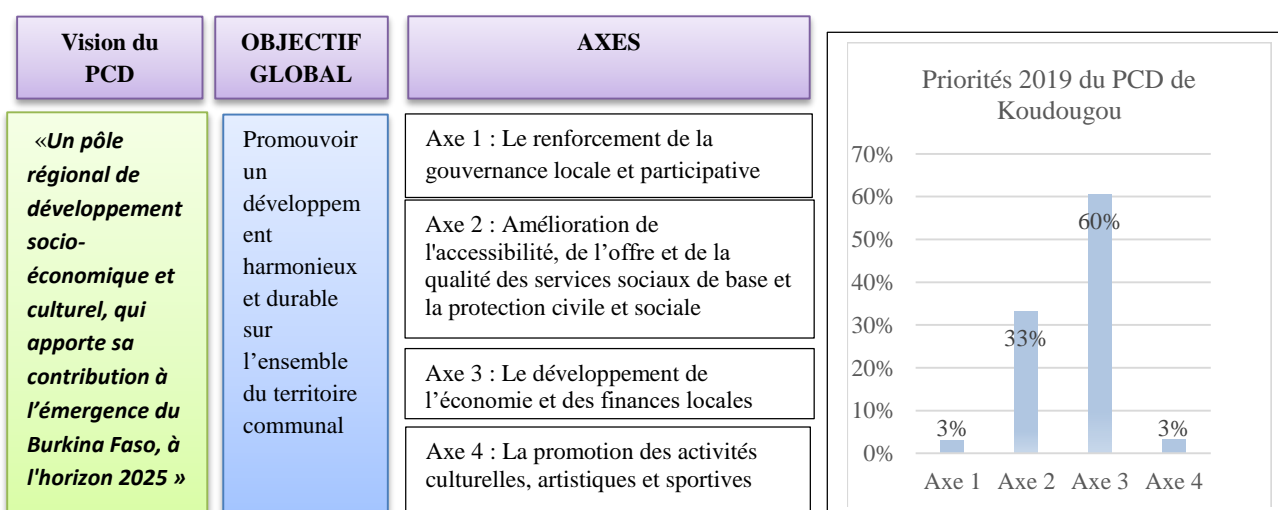 Vision du
PCD
«Un pôle
régional de
développement
socio-
économique et
culturel, qui
apporte sa
contribution à
l’émergence du
Burkina Faso, à
l'horizon 2025 »
OBJECTIF
GLOBAL
Promouvoir
un
développem
ent
harmonieux
et durable
sur
l’ensemble
du territoire
communal
AXES
Axe 1 : Le renforcement de la
gouvernance locale et participative
Axe 2 : Amélioration de
l'accessibilité, de l’offre et de la
qualité des services sociaux de base et
la protection civile et sociale
Axe 3 : Le développement de
l’économie et des finances locales
Axe 4 : La promotion des activités
culturelles, artistiques et sportives
Priorités 2019 du PCD de
Koudougou
70%
60%
50%
40%
30%
20%
10%
0%
3%
33%
60%
3%
Axe 1 Axe 2 Axe 3 Axe 4